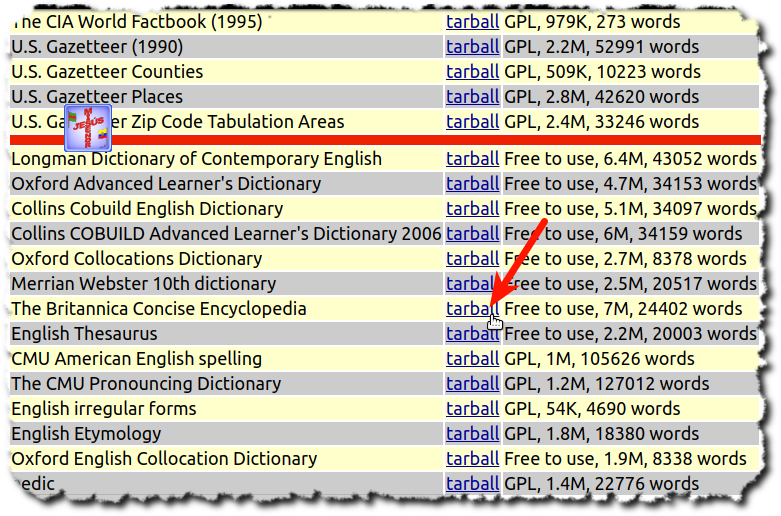 The CIA World Factbook (1995) tarball GPL, 979K, 273 words
U.S. Gazetteer (1990) tarball GPL, 2.2M, 52991 words
U.S. Gazetteer Counties tarball GPL, 509K, 10223 words
U.S. Gazetteer Places tarball GPL, 2.8M, 42620 words
U.S. Ga er Zip Code Tabulation Areas tarball GPL, 2.4M, 33246 words
JESÚS
Longman Dictionary of Contemporary English tarball Free to use, 6.4M, 43052 words
Oxford Advanced Learner's Dictionary tarball Free to use, 4.7M, 34153 words
Collins Cobuild English Dictionary tarball Free to use, 5.1M, 34097 words
Collins COBUILD Advanced Learner's Dictionary 2006 tarball Free to use, 6M, 34159 words
Oxford Collocations Dictionary tarball Free to use, 2.7M, 8378 words
Merrian Webster 10th dictionary tarball Free to use, 2.5M, 20517 words
The Britannica Concise Encyclopedia tarball Free to use, 7M, 24402 words
English Thesaurus tarball Free to use, 2.2M, 20003 words
CMU American English spelling tarball GPL, 1M, 105626 words
The CMU Pronouncing Dictionary tarball GPL, 1.2M, 127012 words
English irregular forms tarball GPL, 54K, 4690 words
English Etymology tarball GPL, 1.8M, 18380 words
Oxford English Collocation Dictionary tarball Free to use, 1.9M, 8338 words
edic tarball GPL, 1.4M, 22776 words